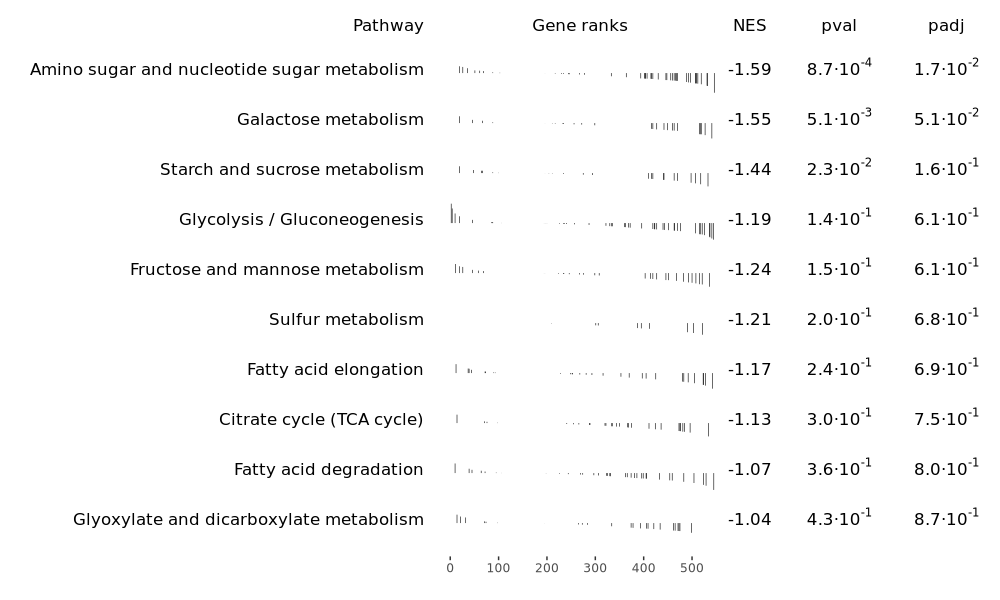 Pathway Gene ranks NES pval padj
Amino sugar and nucleotide sugar metabolism -1.59 8.7·10⁻⁴ 1.7·10⁻²
Galactose metabolism -1.55 5.1·10⁻³ 5.1·10⁻²
Starch and sucrose metabolism -1.44 2.3·10⁻² 1.6·10⁻¹
Glycolysis / Gluconeogenesis -1.19 1.4·10⁻¹ 6.1·10⁻¹
Fructose and mannose metabolism -1.24 1.5·10⁻¹ 6.1·10⁻¹
Sulfur metabolism -1.21 2.0·10⁻¹ 6.8·10⁻¹
Fatty acid elongation -1.17 2.4·10⁻¹ 6.9·10⁻¹
Citrate cycle (TCA cycle) -1.13 3.0·10⁻¹ 7.5·10⁻¹
Fatty acid degradation -1.07 3.6·10⁻¹ 8.0·10⁻¹
Glyoxylate and dicarboxylate metabolism -1.04 4.3·10⁻¹ 8.7·10⁻¹
0 100 200 300 400 500